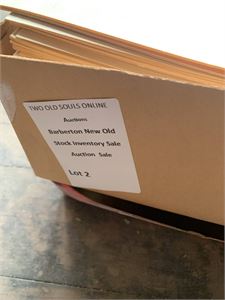 TWO OLD SOULS ONLINE
Auctions
Barberton New Old
Stock Inventory Sale
Auction Sale
Lot 2